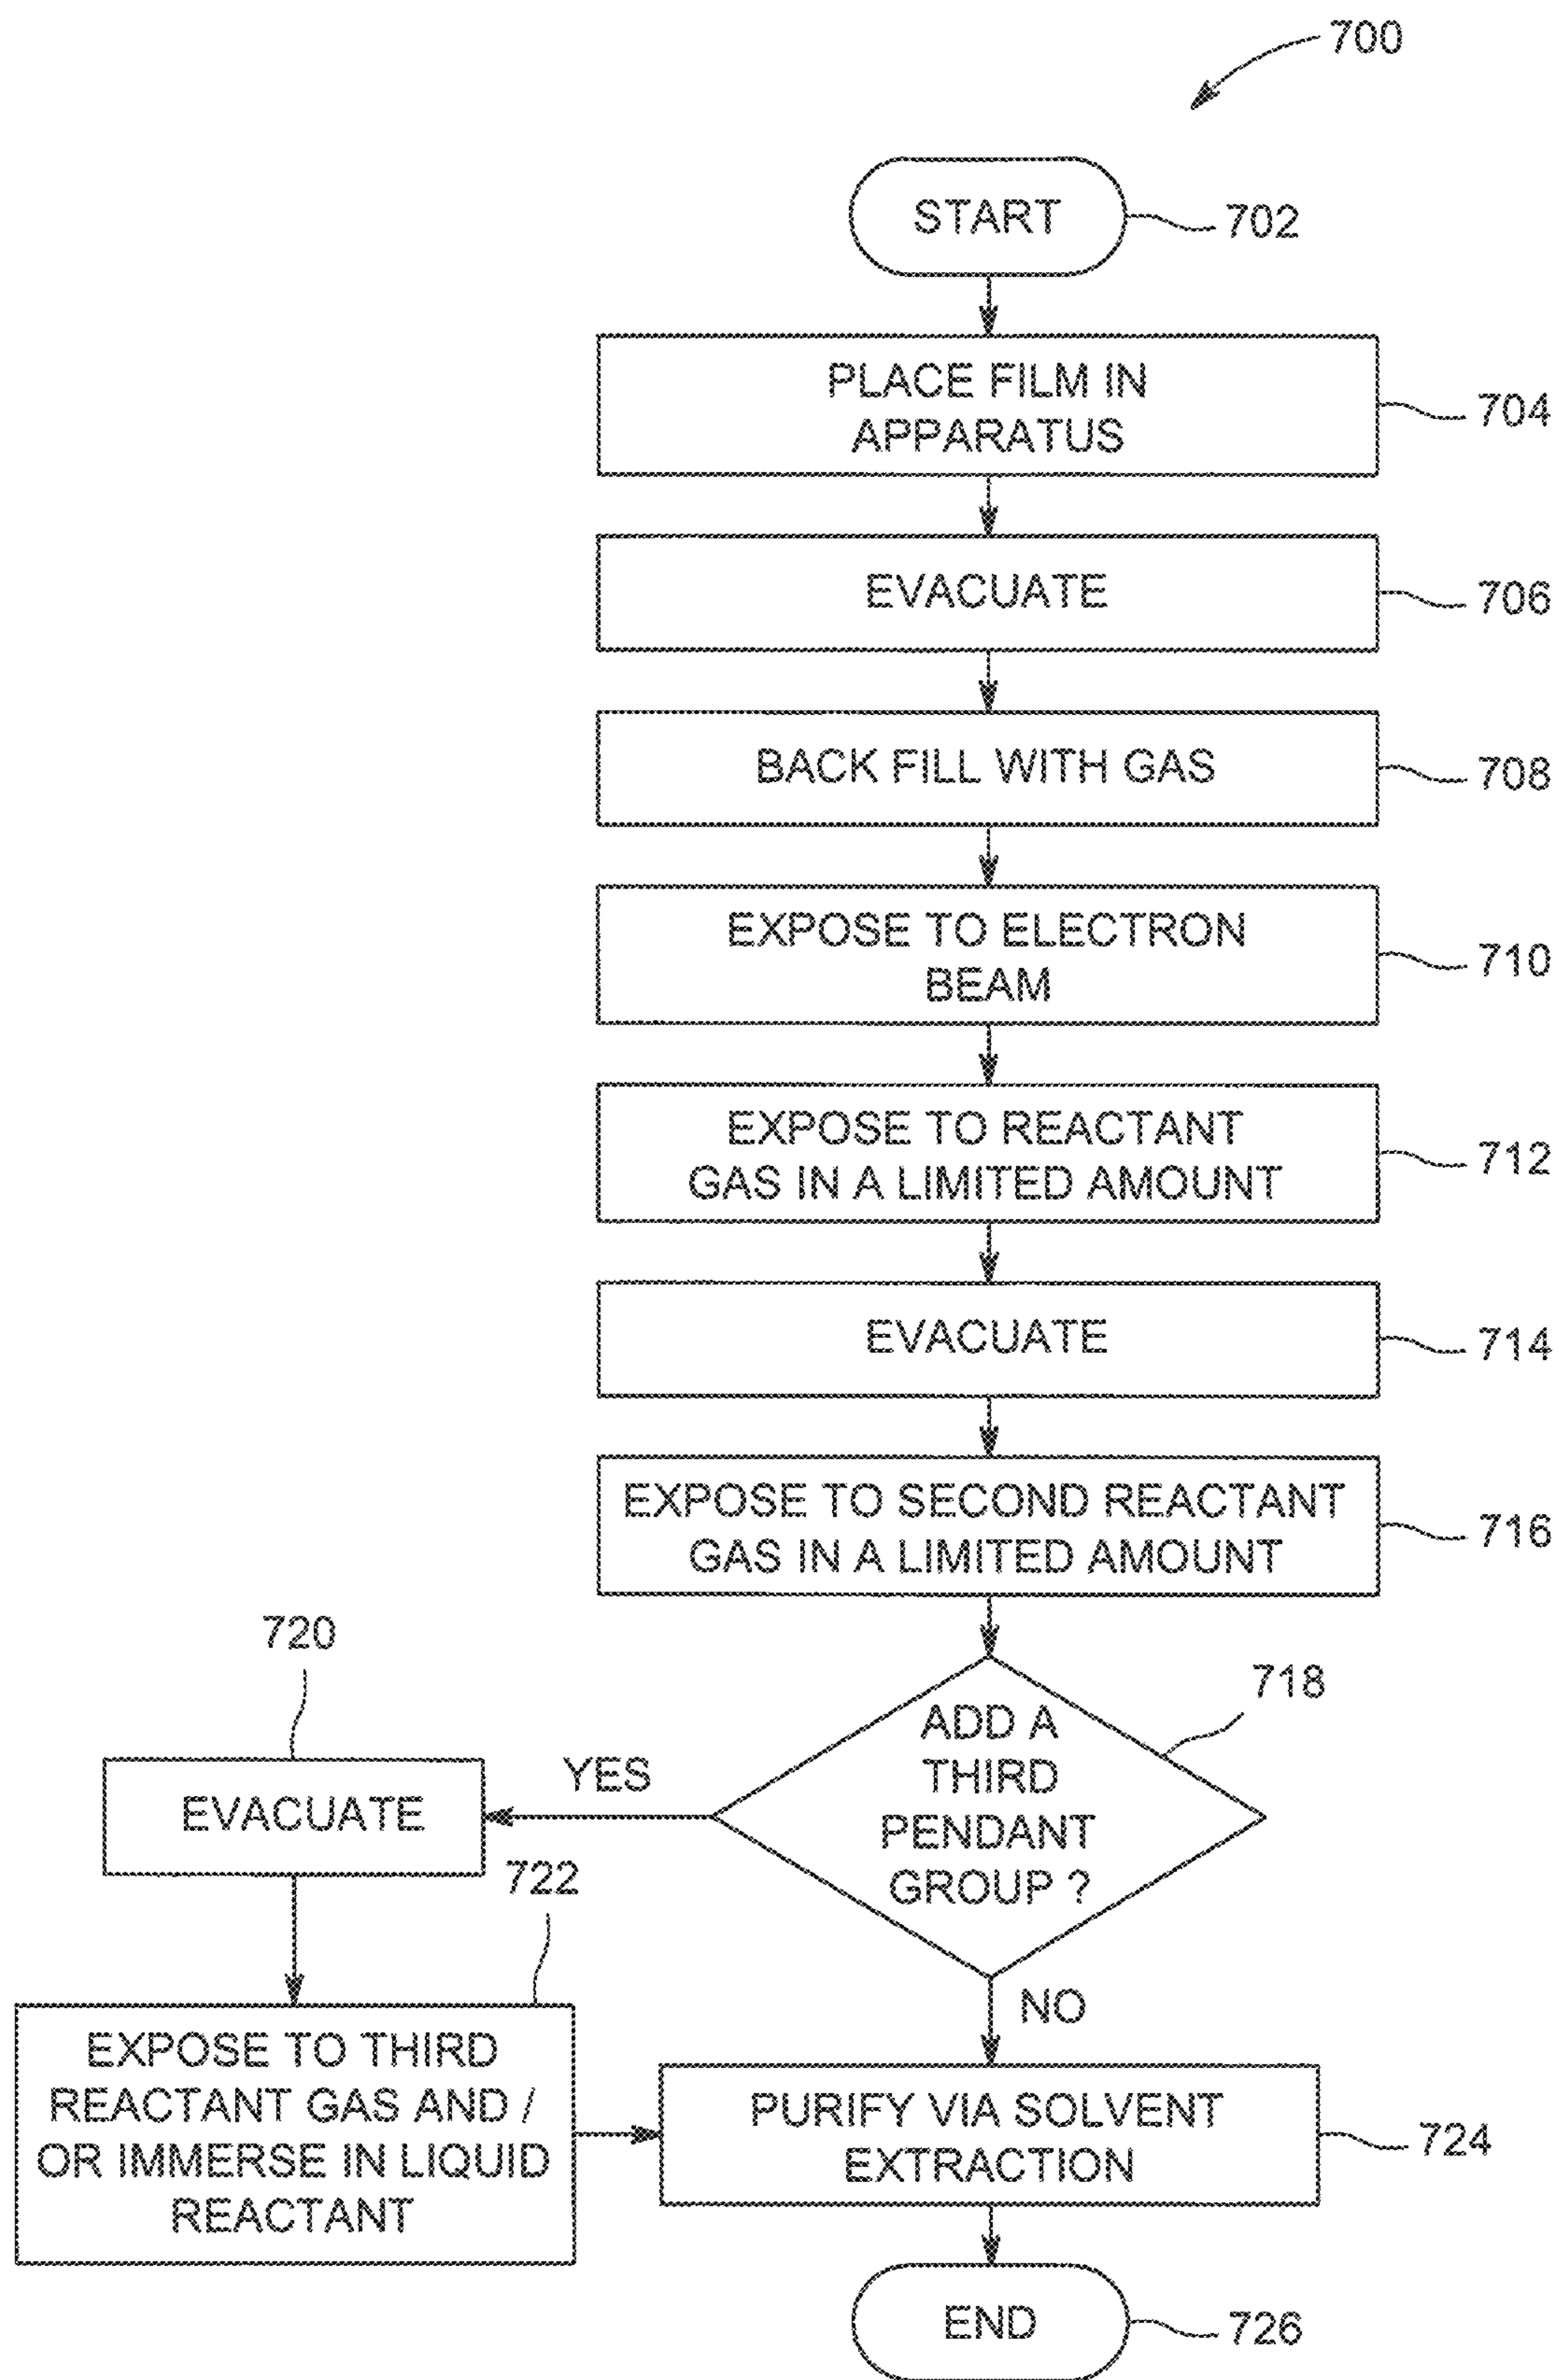 700
START
702
PLACE FILM IN
APPARATUS
704
EVACUATE
706
BACK FILL WITH GAS
708
EXPOSE TO ELECTRON
BEAM
710
EXPOSE TO REACTANT
GAS IN A LIMITED AMOUNT
712
EVACUATE
714
EXPOSE TO SECOND REACTANT
GAS IN A LIMITED AMOUNT
716
ADD A
THIRD
PENDANT
GROUP ?
718
YES
720
EVACUATE
722
EXPOSE TO THIRD
REACTANT GAS AND /
OR IMMERSE IN LIQUID
REACTANT
NO
PURIFY VIA SOLVENT
EXTRACTION
724
END
726